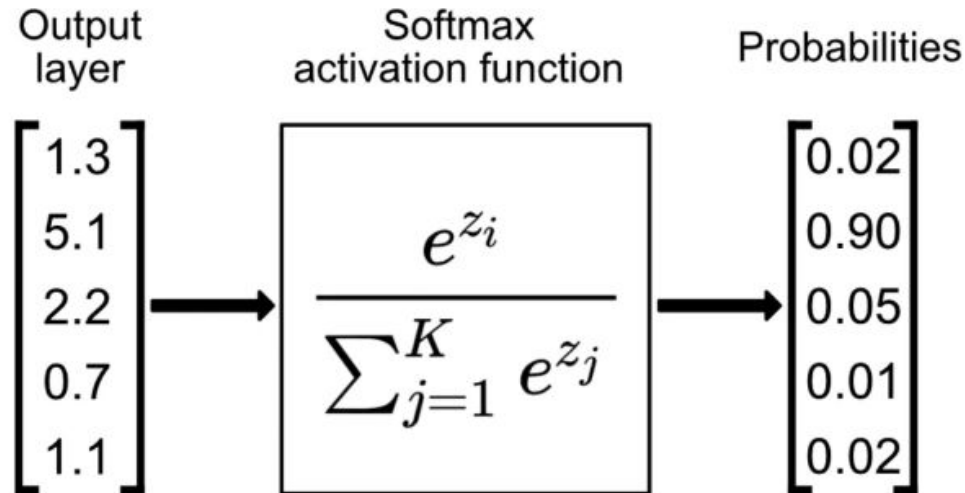 Output
layer
Softmax
activation function
Probabilities
1.3
5.1
2.2
0.7
1.1
e^{z_i}
∑_{j=1}^{K} e^{z_j}
0.02
0.90
0.05
0.01
0.02